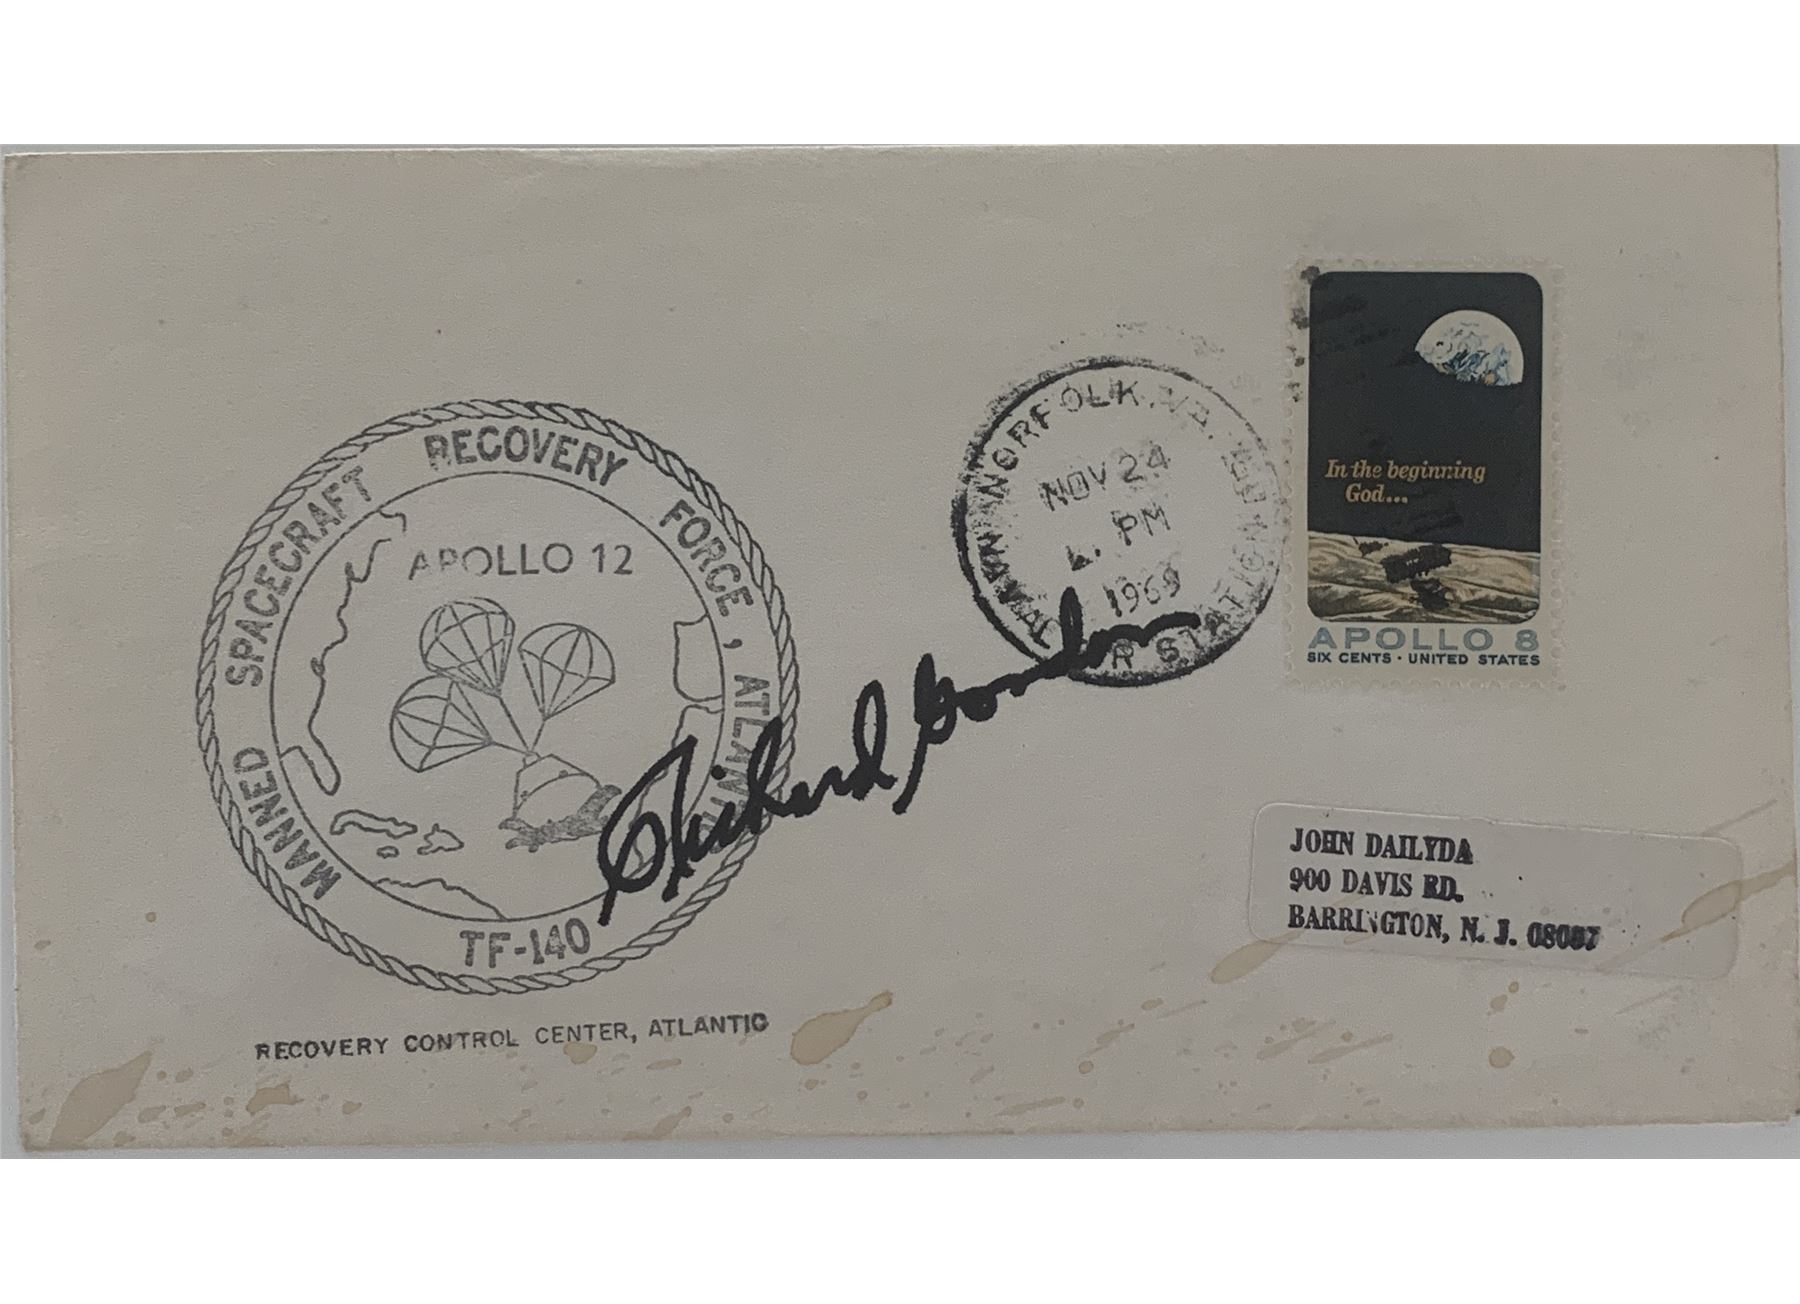 MANNED SPACECRAFT RECOVERY FORCE, ATLANTIC
APOLLO 12
TF-140
RECOVERY CONTROL CENTER, ATLANTIC
Richard Gordon
NORFOLK, VA.
NOV 24
PM
1969
STATION
In the beginning
God...
APOLLO 8
SIX CENTS · UNITED STATES
JOHN DAILYDA
900 DAVIS RD.
BARRINGTON, N. J. 08007